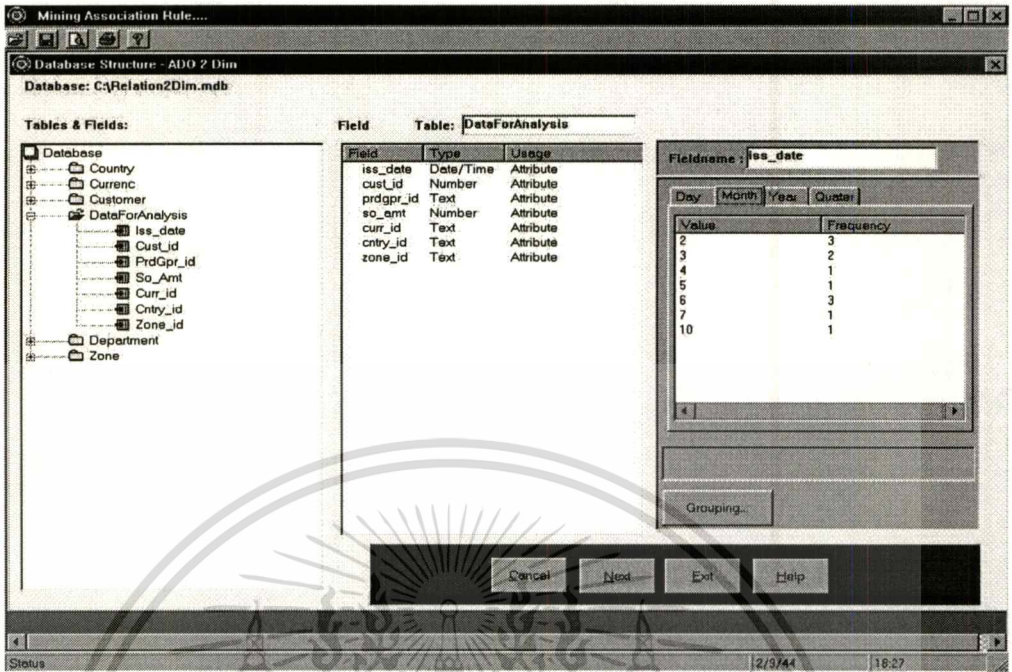 Mining Association Rule....
Database Structure - ADO 2 Dim
Database: C:\Relation2Dim.mdb
Tables & Fields:
Database
Country
Currenc
Customer
DataForAnalysis
Iss_date
Cust_id
PrdGpr_id
So_Amt
Curr_id
Cntry_id
Zone_id
Department
Zone
Field Table: DataForAnalysis
Field Type Usage
iss_date Date/Time Attribute
cust_id Number Attribute
prdgpr_id Text Attribute
so_amt Number Attribute
curr_id Text Attribute
cntry_id Text Attribute
zone_id Text Attribute
Fieldname : iss_date
Day Month Year Quater
Value Frequency
2 3
3 2
4 1
5 1
6 3
7 1
10 1
Grouping..
Cancel Next Exit Help
Status 2/9/44 18:27